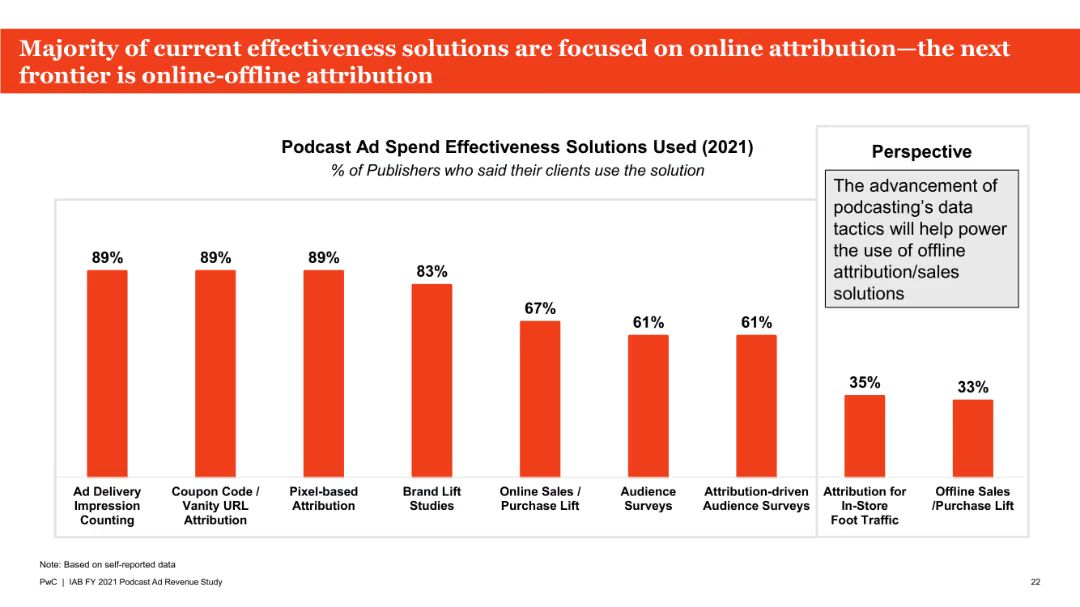 Majority of current effectiveness solutions are focused on online attribution—the next
frontier is online-offline attribution
Podcast Ad Spend Effectiveness Solutions Used (2021)
% of Publishers who said their clients use the solution
Perspective
The advancement of
podcasting's data
tactics will help power
the use of offline
attribution/sales
solutions
89%
89%
89%
83%
67%
61%
61%
35%
33%
Ad Delivery
Impression
Counting
Coupon Code /
Vanity URL
Attribution
Pixel-based
Attribution
Brand Lift
Studies
Online Sales /
Purchase Lift
Audience
Surveys
Attribution-driven
Audience Surveys
Attribution for
In-Store
Foot Traffic
Offline Sales
/Purchase Lift
Note: Based on self-reported data
PwC | IAB FY 2021 Podcast Ad Revenue Study
22